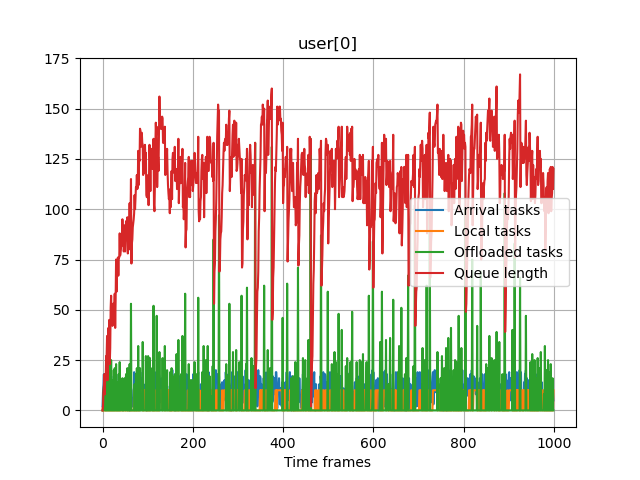 user[0]
175
150
125
100
75
50
25
0
Arrival tasks
Local tasks
Offloaded tasks
Queue length
0 200 400 600 800 1000
Time frames